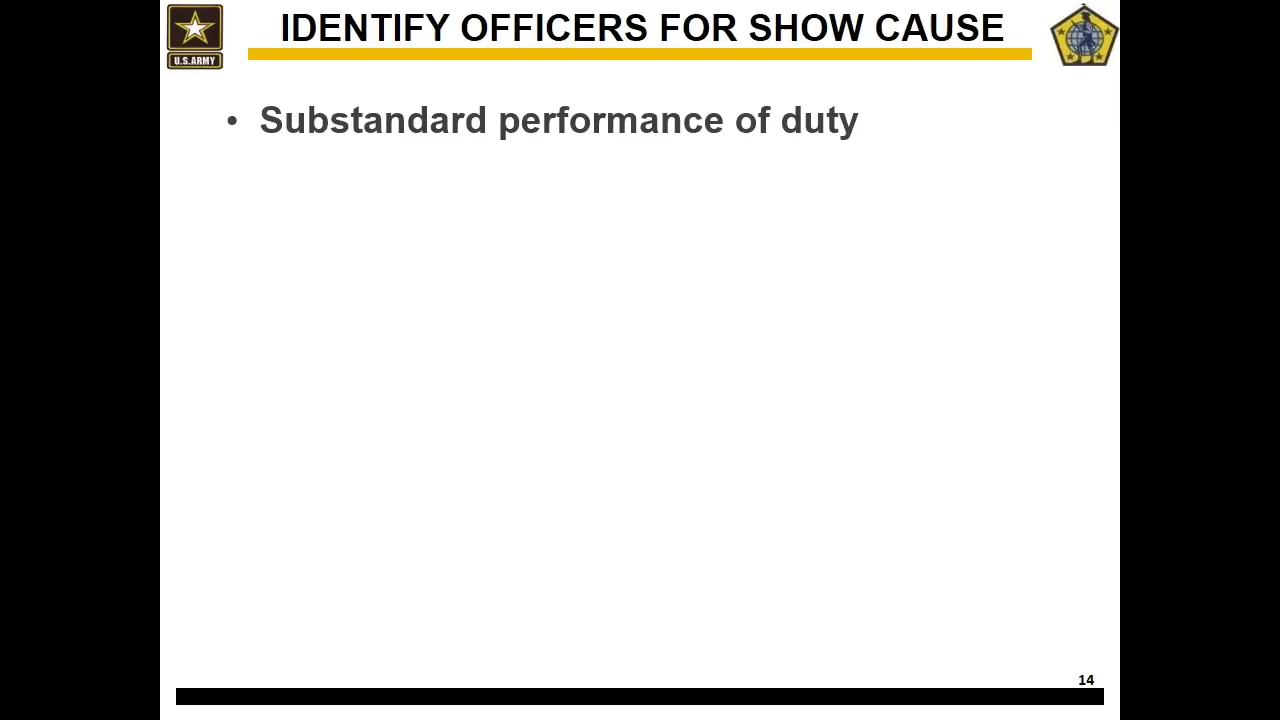 IDENTIFY OFFICERS FOR SHOW CAUSE
U.S.ARMY
• Substandard performance of duty
14